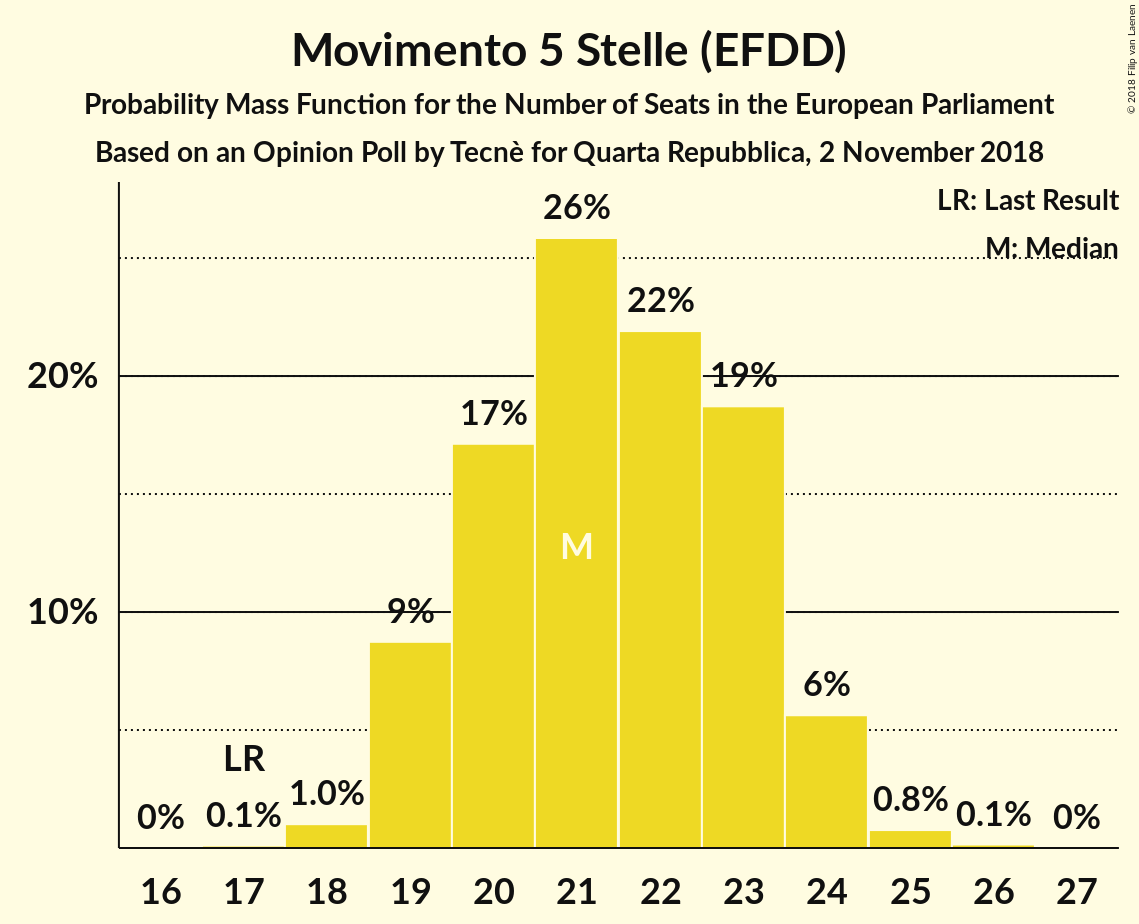 Movimento 5 Stelle (EFDD)
Probability Mass Function for the Number of Seats in the European Parliament
Based on an Opinion Poll by Tecnè for Quarta Repubblica, 2 November 2018
© 2018 Filip van Laenen
LR: Last Result
M: Median
20%
10%
0%
LR
0.1%
1.0%
9%
17%
26%
M
22%
19%
6%
0.8%
0.1%
0%
16 17 18 19 20 21 22 23 24 25 26 27